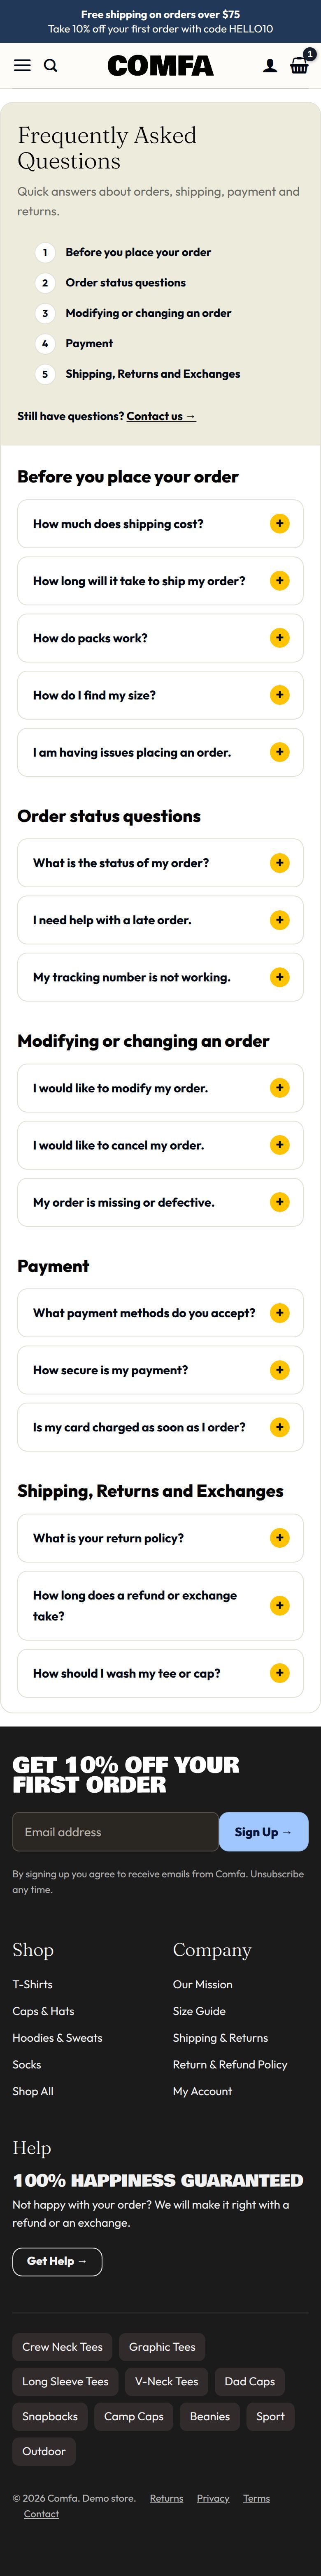 Free shipping on orders over $75
Take 10% off your first order with code HELLO10
COMFA
1
Frequently Asked
Questions
Quick answers about orders, shipping, payment and
returns.
1 Before you place your order
2 Order status questions
3 Modifying or changing an order
4 Payment
5 Shipping, Returns and Exchanges
Still have questions? Contact us →
Before you place your order
How much does shipping cost? +
How long will it take to ship my order? +
How do packs work? +
How do I find my size? +
I am having issues placing an order. +
Order status questions
What is the status of my order? +
I need help with a late order. +
My tracking number is not working. +
Modifying or changing an order
I would like to modify my order. +
I would like to cancel my order. +
My order is missing or defective. +
Payment
What payment methods do you accept? +
How secure is my payment? +
Is my card charged as soon as I order? +
Shipping, Returns and Exchanges
What is your return policy? +
How long does a refund or exchange
take? +
How should I wash my tee or cap? +
GET 10% OFF YOUR
FIRST ORDER
Email address Sign Up →
By signing up you agree to receive emails from Comfa. Unsubscribe
any time.
Shop
T-Shirts
Caps & Hats
Hoodies & Sweats
Socks
Shop All
Company
Our Mission
Size Guide
Shipping & Returns
Return & Refund Policy
My Account
Help
100% HAPPINESS GUARANTEED
Not happy with your order? We will make it right with a
refund or an exchange.
Get Help →
Crew Neck Tees Graphic Tees
Long Sleeve Tees V-Neck Tees Dad Caps
Snapbacks Camp Caps Beanies Sport
Outdoor
© 2026 Comfa. Demo store. Returns Privacy Terms
Contact